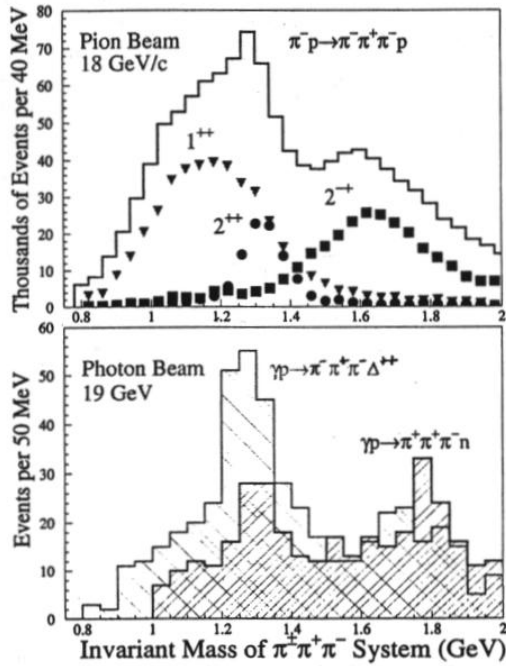 80
70
60
50
40
30
20
10
0
Thousands of Events per 40 MeV
Pion Beam
18 GeV/c
π⁻p→π⁻π⁺π⁻p
1⁺⁺
2⁺⁺
2⁻⁺
1 1.2 1.4 1.6 1.8 2
60
50
40
30
20
10
0
Events per 50 MeV
Photon Beam
19 GeV
γp→π⁻π⁺π⁻Δ⁺⁺
γp→π⁺π⁺π⁻n
0.8 1 1.2 1.4 1.6 1.8 2
Invariant Mass of π±π⁺π⁻ System (GeV)